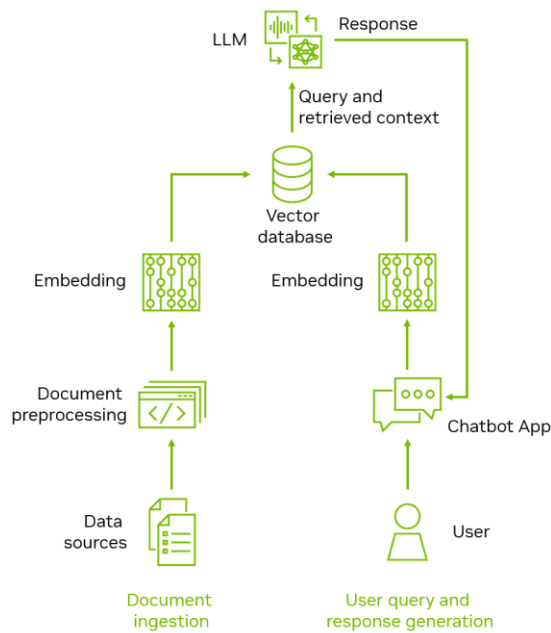 LLM
Response
Query and
retrieved context
Vector
database
Embedding
Embedding
Document
preprocessing
Chatbot App
Data
sources
User
Document
ingestion
User query and
response generation